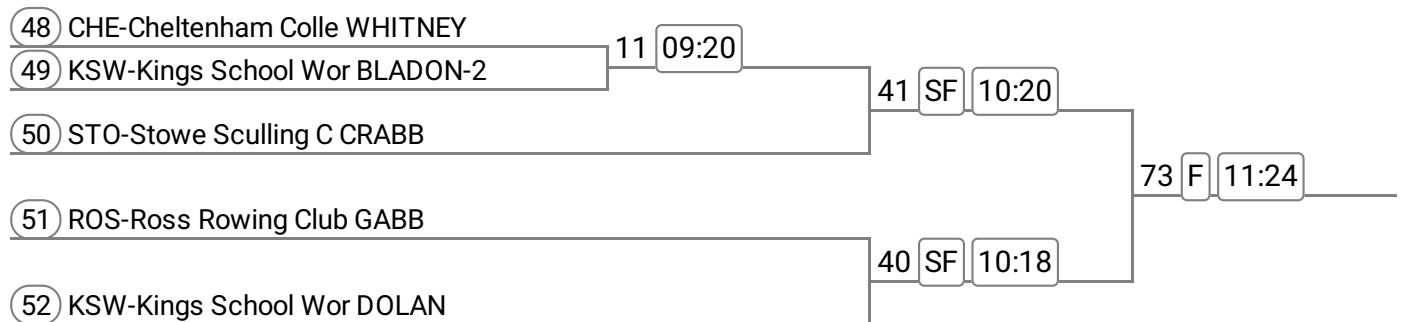 48 CHE-Cheltenham Colle WHITNEY
11 09:20
49 KSW-Kings School Wor BLADON-2
41 SF 10:20
50 STO-Stowe Sculling C CRABB
73 F 11:24
51 ROS-Ross Rowing Club GABB
40 SF 10:18
52 KSW-Kings School Wor DOLAN